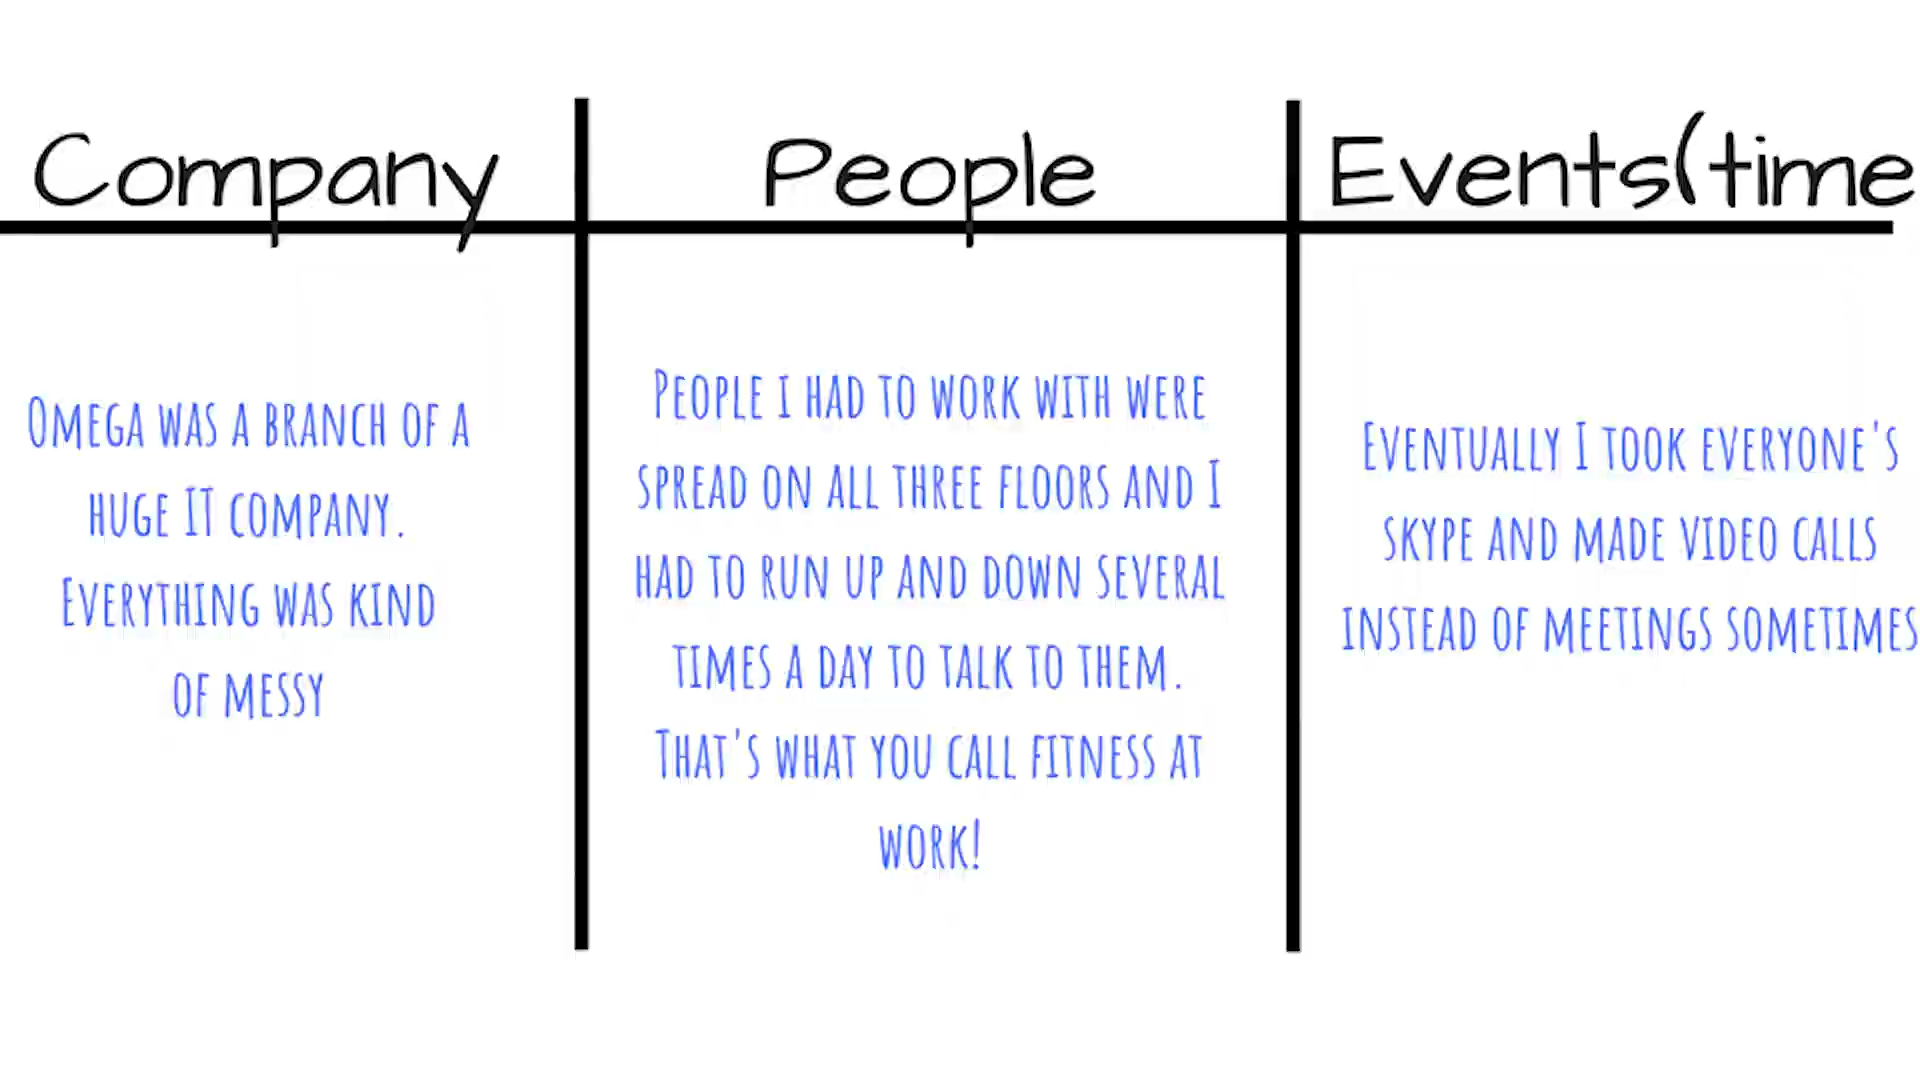 Company
People
Events(time
Omega was a branch of a
huge IT company.
Everything was kind
of messy
People i had to work with were
spread on all three floors and I
had to run up and down several
times a day to talk to them.
That's what you call fitness at
work!
Eventually I took everyone's
skype and made video calls
instead of meetings sometimes